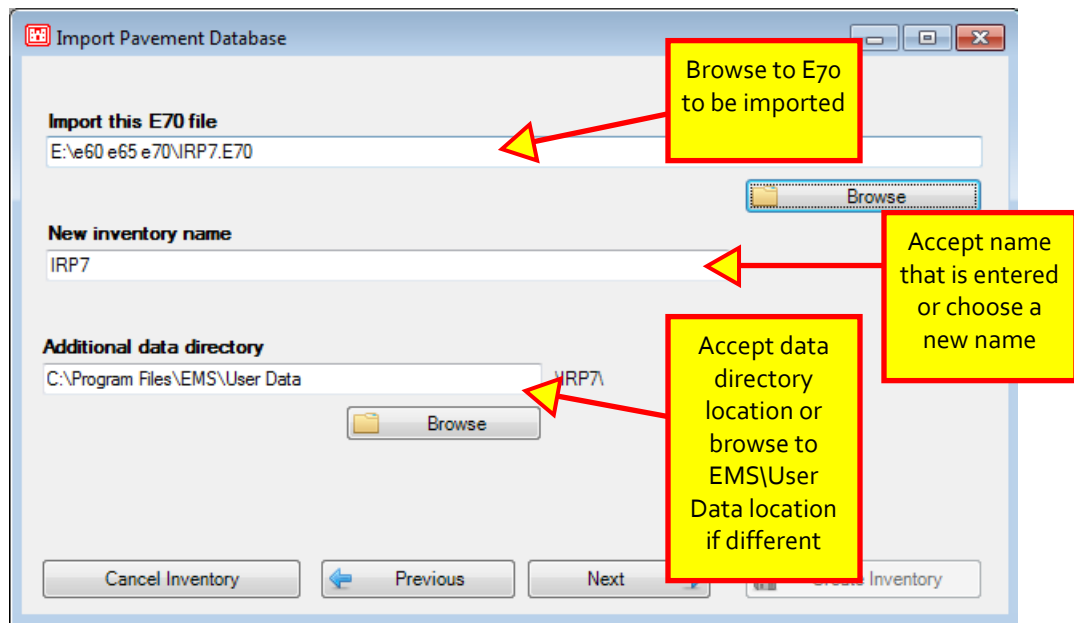 Import Pavement Database
Browse to E70
to be imported
Import this E70 file
E:\e60 e65 e70\IRP7.E70
Browse
New inventory name
IRP7
Accept name
that is entered
or choose a
new name
Additional data directory
C:\Program Files\EMS\User Data
\IRP7\
Browse
Accept data
directory
location or
browse to
EMS\User
Data location
if different
Cancel Inventory
Previous
Next
Inventory